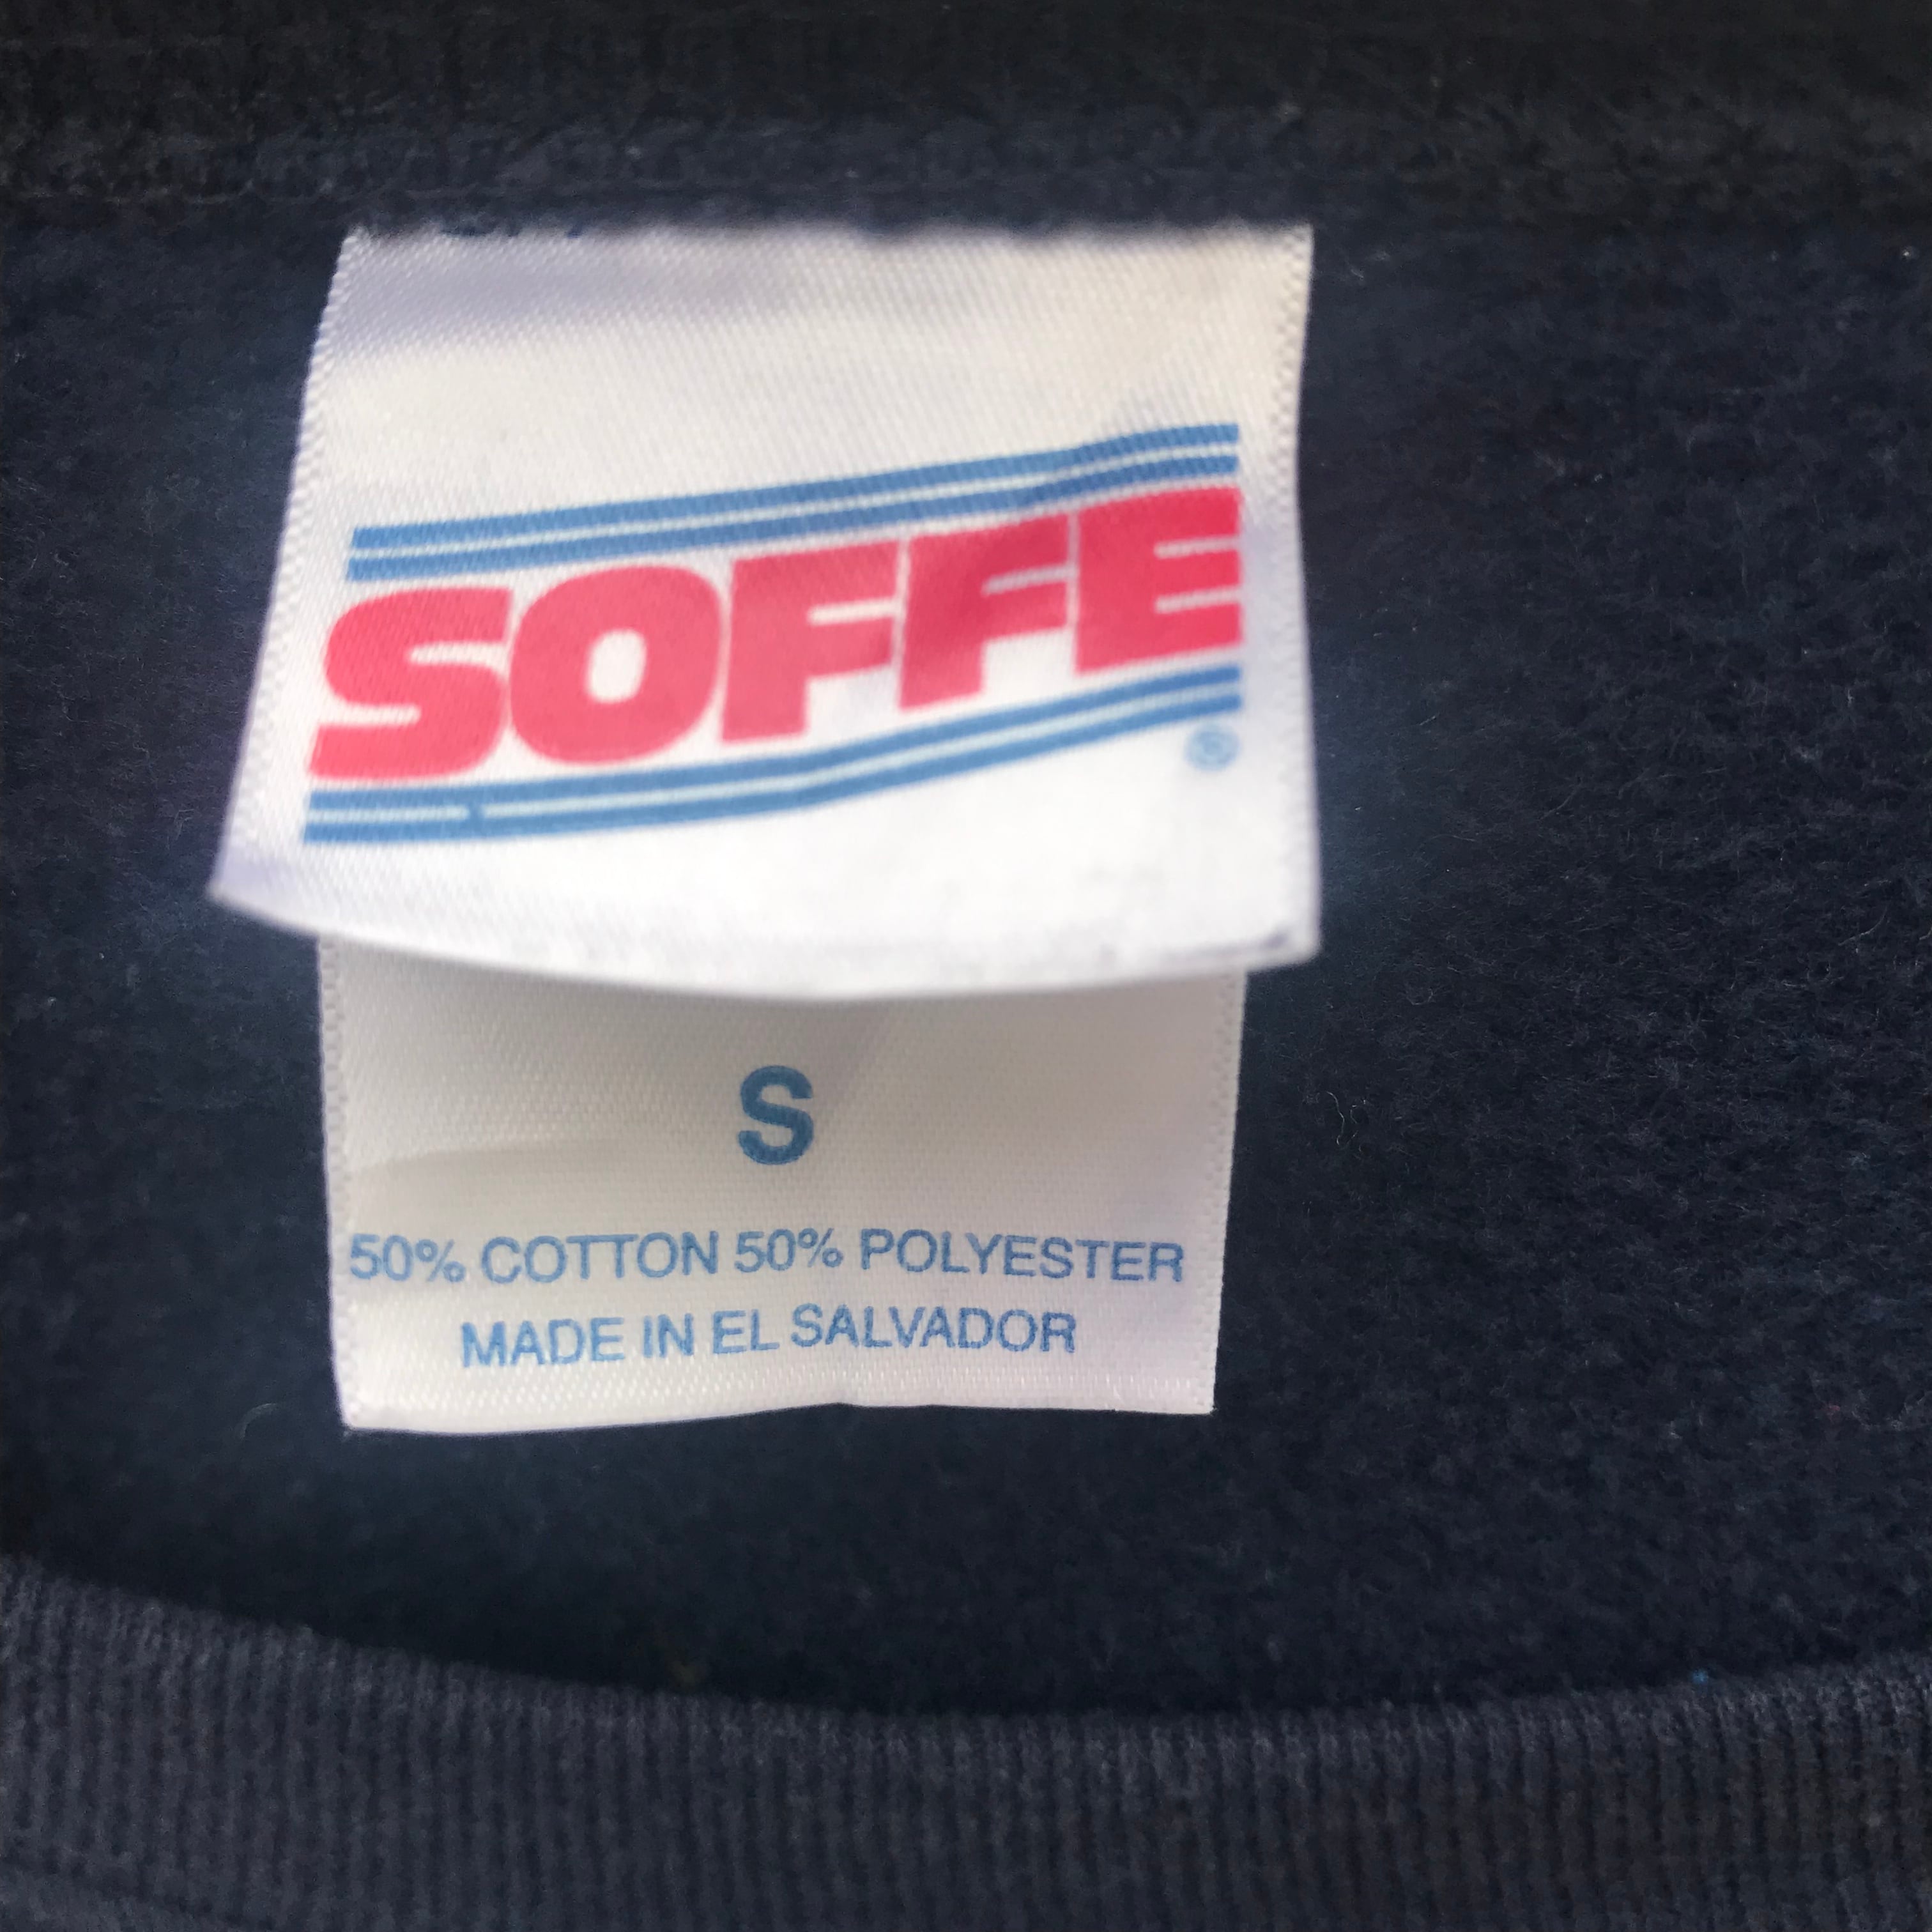 SOFFE
®
S
50% COTTON 50% POLYESTER
MADE IN EL SALVADOR